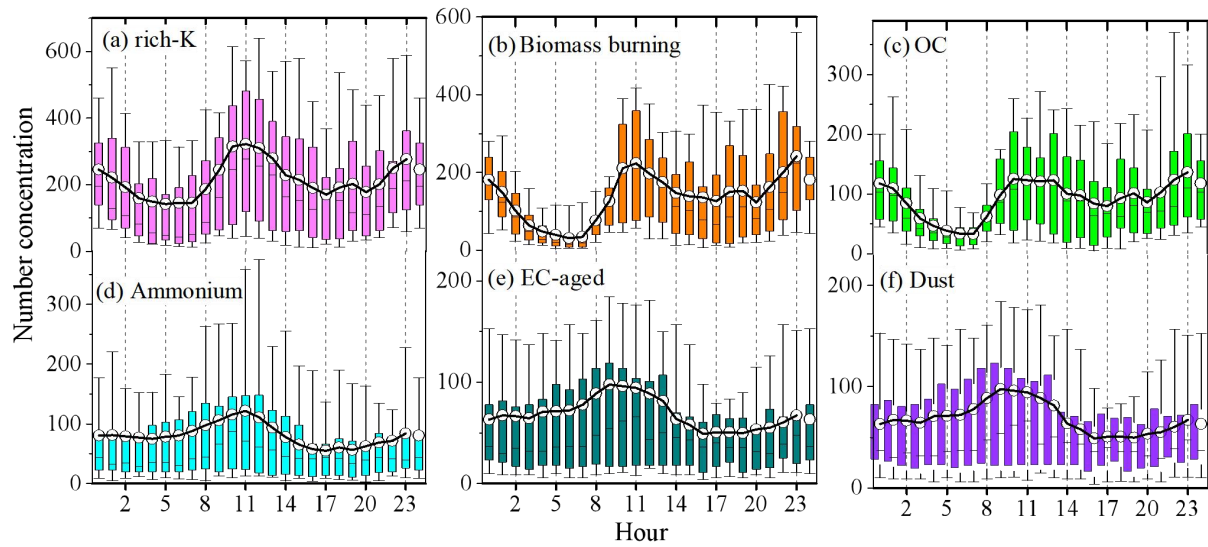 (a) rich-K
(b) Biomass burning
(c) OC
600
400
200
0
600
400
200
0
300
200
100
0
(d) Ammonium
(e) EC-aged
(f) Dust
300
200
100
0
200
100
0
200
100
0
2 5 8 11 14 17 20 23
2 5 8 11 14 17 20 23
2 5 8 11 14 17 20 23
Number concentration
Hour